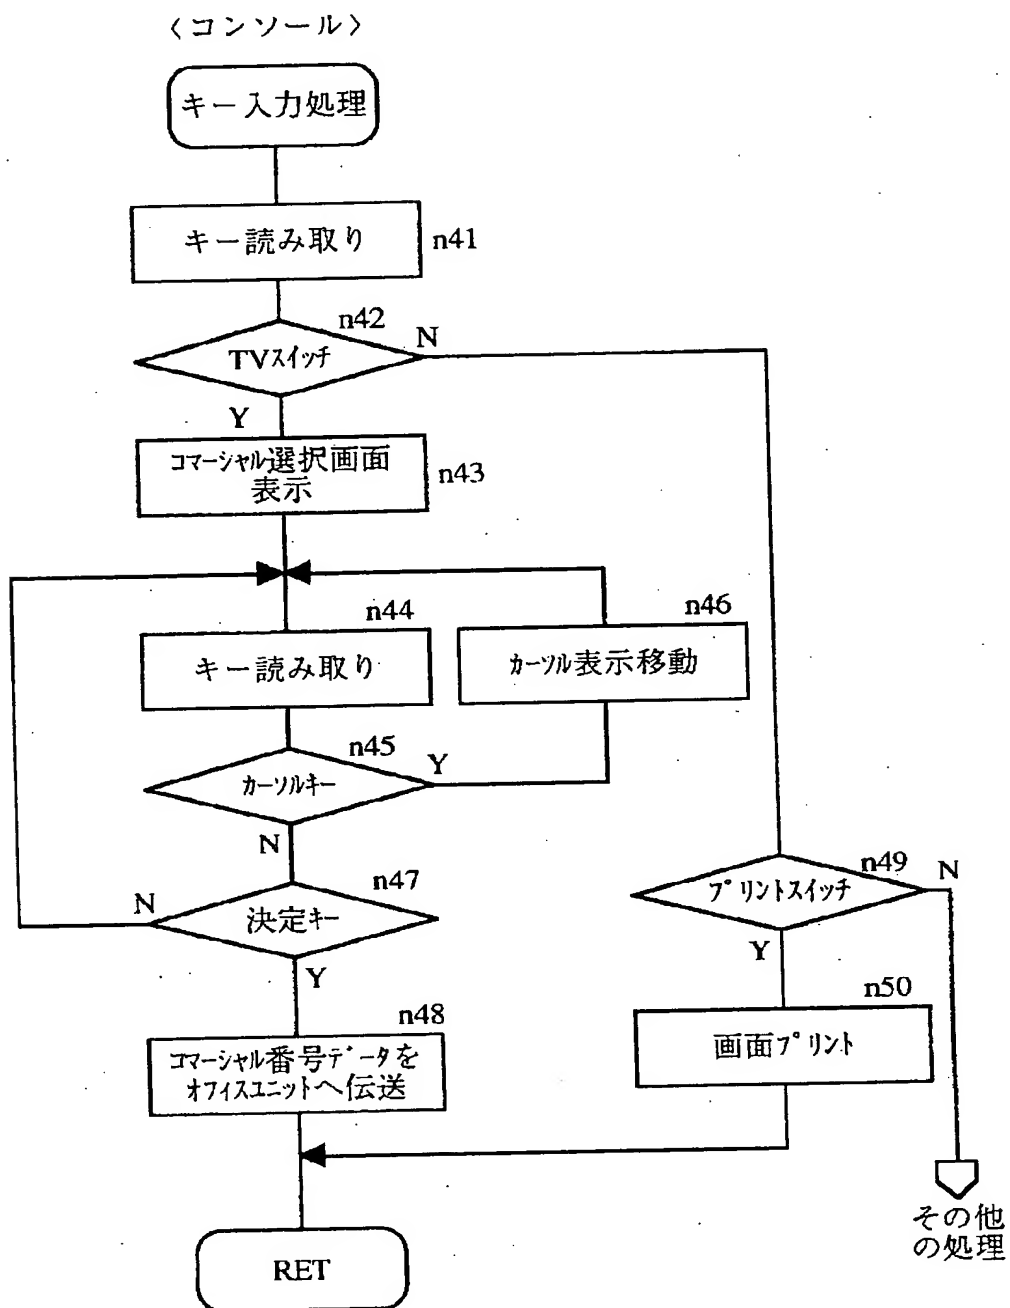 〈コンソール〉
キー入力処理
キー読み取り
n41
n42
N
TVスイッチ
Y
コマーシャル選択画面
表示
n43
n44
n46
キー読み取り
カーソル表示移動
n45
Y
カーソルキー
N
n47
N
決定キー
Y
n49
N
プリントスイッチ
Y
n48
n50
コマーシャル番号データを
オフィスユニットへ伝送
画面プリント
RET
その他
の処理